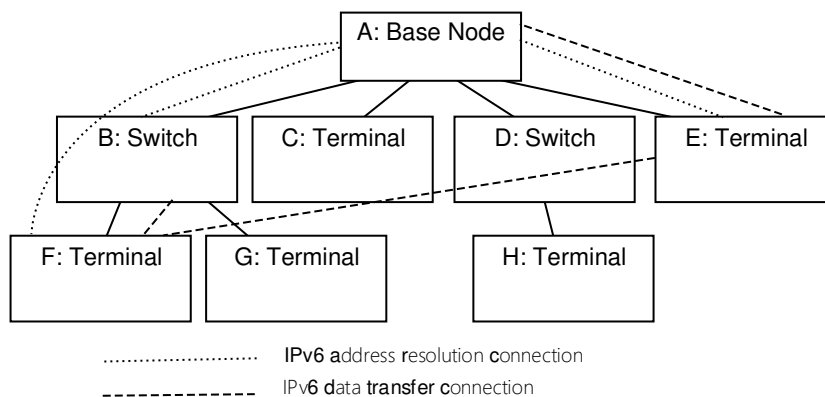 A: Base Node
B: Switch
C: Terminal
D: Switch
E: Terminal
F: Terminal
G: Terminal
H: Terminal
IPv6 address resolution connection
IPv6 data transfer connection